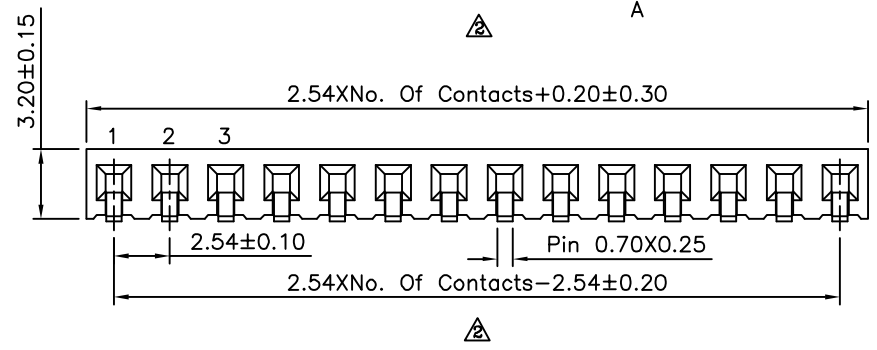 A
2
3.20±0.15
2.54XNo. Of Contacts+0.20±0.30
1 2 3
2.54±0.10
Pin 0.70X0.25
2.54XNo. Of Contacts−2.54±0.20
2